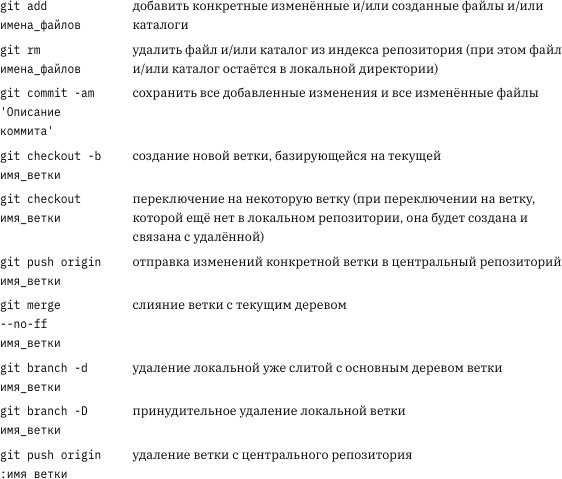 git add добавить конкретные изменённые и/или созданные файлы и/или
имена_файлов каталоги
git rm удалить файл и/или каталог из индекса репозитория (при этом файл
имена_файлов и/или каталог остаётся в локальной директории)
git commit -am сохранить все добавленные изменения и все изменённые файлы
'Описание
коммита'
git checkout -b создание новой ветки, базирующейся на текущей
имя_ветки
git checkout переключение на некоторую ветку (при переключении на ветку,
имя_ветки которой ещё нет в локальном репозитории, она будет создана и
связана с удалённой)
git push origin отправка изменений конкретной ветки в центральный репозиторий
имя_ветки
git merge слияние ветки с текущим деревом
--no-ff
имя_ветки
git branch -d удаление локальной уже слитой с основным деревом ветки
имя_ветки
git branch -D принудительное удаление локальной ветки
имя_ветки
git push origin удаление ветки с центрального репозитория
:имя_ветки